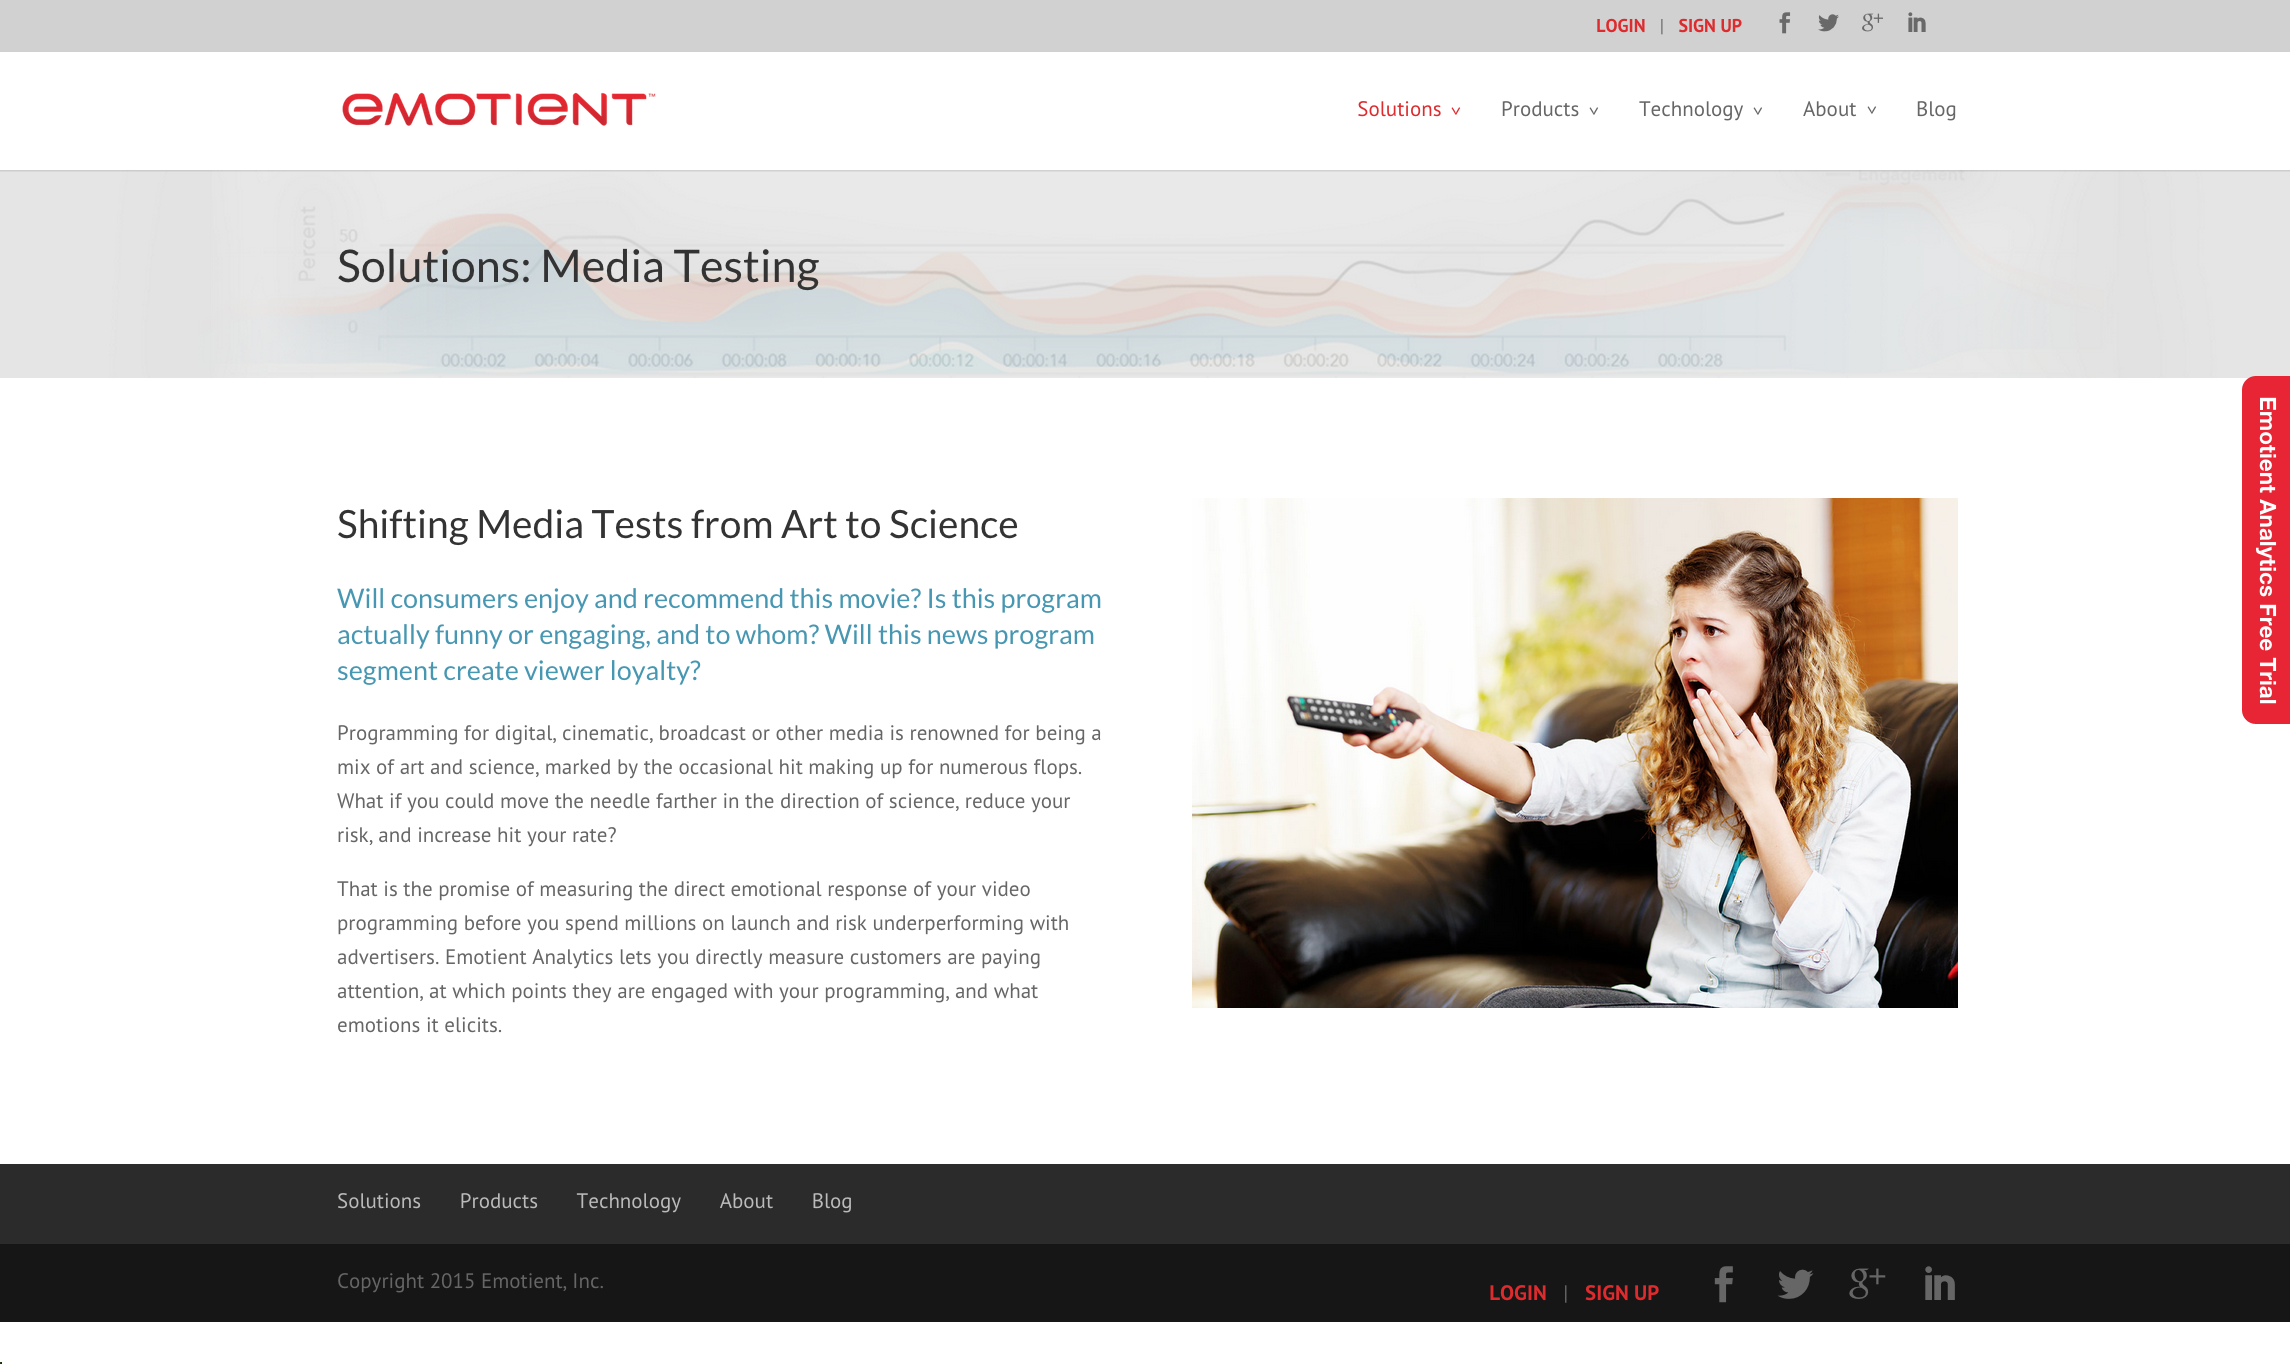 LOGIN | SIGN UP
emotient™
Solutions Products Technology About Blog
Engagement
Percent
50
0
Solutions: Media Testing
00:00:02 00:00:04 00:00:06 00:00:08 00:00:10 00:00:12 00:00:14 00:00:16 00:00:18 00:00:20 00:00:22 00:00:24 00:00:26 00:00:28
Emotient Analytics Free Trial
Shifting Media Tests from Art to Science
Will consumers enjoy and recommend this movie? Is this program
actually funny or engaging, and to whom? Will this news program
segment create viewer loyalty?
Programming for digital, cinematic, broadcast or other media is renowned for being a
mix of art and science, marked by the occasional hit making up for numerous flops.
What if you could move the needle farther in the direction of science, reduce your
risk, and increase hit your rate?
That is the promise of measuring the direct emotional response of your video
programming before you spend millions on launch and risk underperforming with
advertisers. Emotient Analytics lets you directly measure customers are paying
attention, at which points they are engaged with your programming, and what
emotions it elicits.
Solutions Products Technology About Blog
Copyright 2015 Emotient, Inc.
LOGIN | SIGN UP